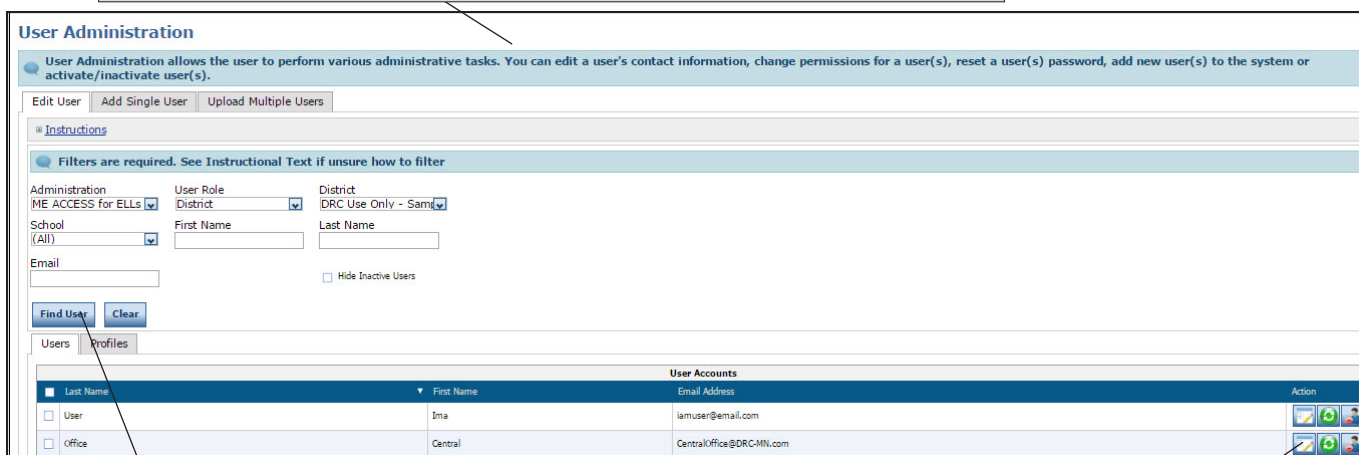 User Administration
User Administration allows the user to perform various administrative tasks. You can edit a user's contact information, change permissions for a user(s), reset a user(s) password, add new user(s) to the system or
activate/inactivate user(s).
Edit User Add Single User Upload Multiple Users
Instructions
Filters are required. See Instructional Text if unsure how to filter
Administration User Role District
ME ACCESS for ELLs District DRC Use Only - Sam
School First Name Last Name
(All)
Email
Hide Inactive Users
Find User Clear
Users Profiles
User Accounts
Last Name First Name Email Address Action
User Ima iamuser@email.com
Office Central CentralOffice@DRC-MN.com